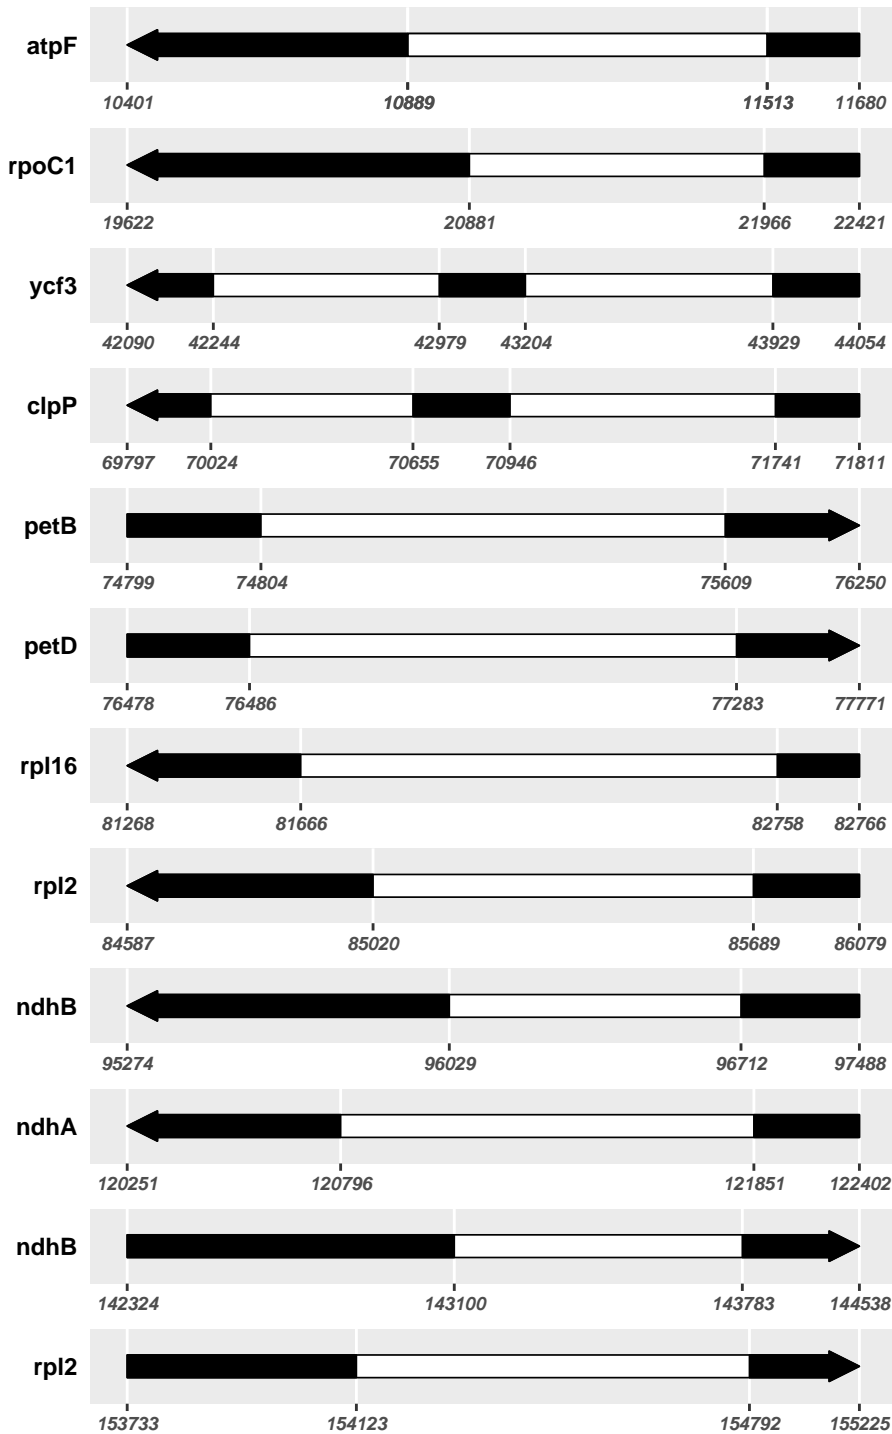 atpF
10401 10889 11513 11680
rpoC1
19622 20881 21966 22421
ycf3
42090 42244 42979 43204 43929 44054
clpP
69797 70024 70655 70946 71741 71811
petB
74799 74804 75609 76250
petD
76478 76486 77283 77771
rpl16
81268 81666 82758 82766
rpl2
84587 85020 85689 86079
ndhB
95274 96029 96712 97488
ndhA
120251 120796 121851 122402
ndhB
142324 143100 143783 144538
rpl2
153733 154123 154792 155225